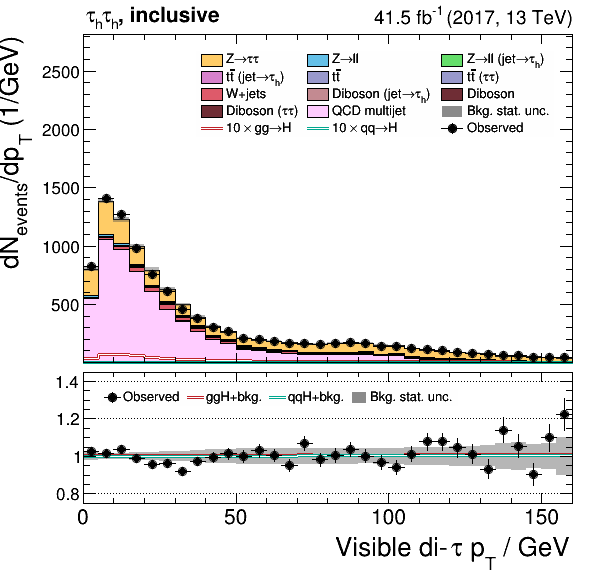 τhτh, inclusive 41.5 fb-1 (2017, 13 TeV)
dNevents/dpT (1/GeV)
2500
2000
1500
1000
500
Z→ττ Z→ll Z→ll (jet→τh)
tt̄ (jet→τh) tt̄ tt̄ (ττ)
W+jets Diboson (jet→τh) Diboson
Diboson (ττ) QCD multijet Bkg. stat. unc.
10 × gg→H 10 × qq→H Observed
1.4
1.2
1
0.8
Observed ggH+bkg. qqH+bkg. Bkg. stat. unc.
0 50 100 150
Visible di-τ pT / GeV